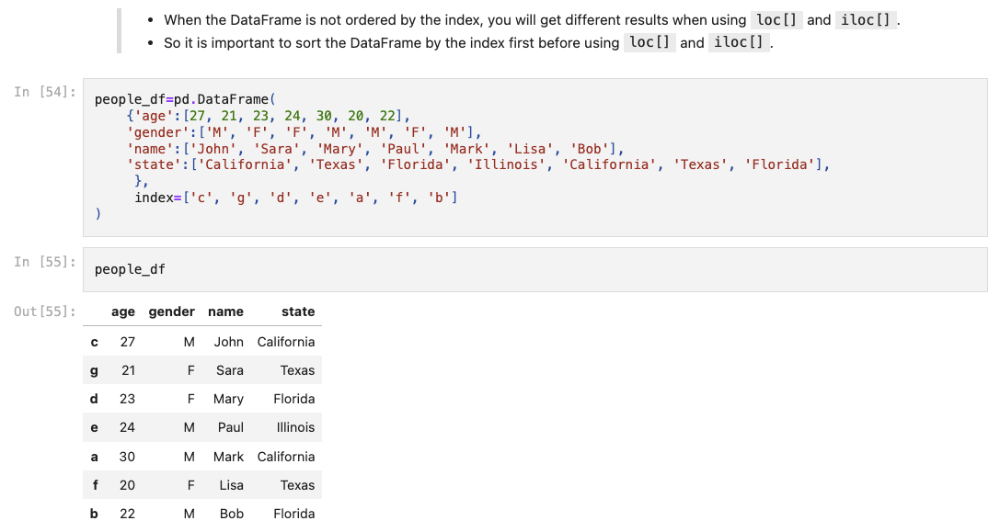 • When the DataFrame is not ordered by the index, you will get different results when using loc[] and iloc[].
• So it is important to sort the DataFrame by the index first before using loc[] and iloc[].
In [54]:
people_df=pd.DataFrame(
    {'age':[27, 21, 23, 24, 30, 20, 22],
    'gender':['M', 'F', 'F', 'M', 'M', 'F', 'M'],
    'name':['John', 'Sara', 'Mary', 'Paul', 'Mark', 'Lisa', 'Bob'],
    'state':['California', 'Texas', 'Florida', 'Illinois', 'California', 'Texas', 'Florida'],
     },
     index=['c', 'g', 'd', 'e', 'a', 'f', 'b']
)
In [55]:
people_df
Out[55]:
age gender name state
c 27 M John California
g 21 F Sara Texas
d 23 F Mary Florida
e 24 M Paul Illinois
a 30 M Mark California
f 20 F Lisa Texas
b 22 M Bob Florida